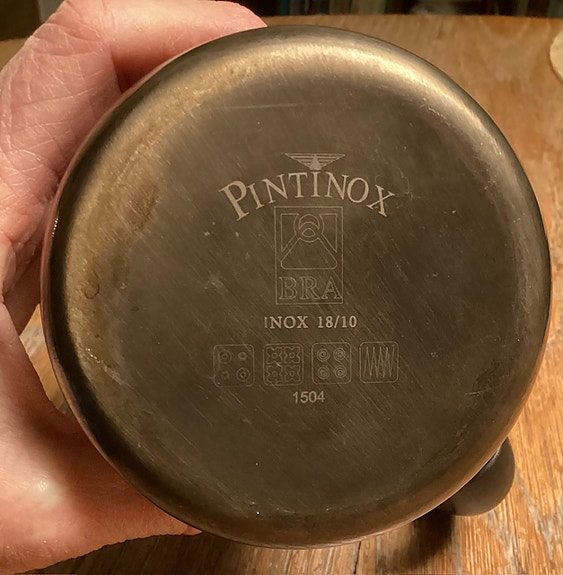 PINTINOX
BRA
INOX 18/10
1504